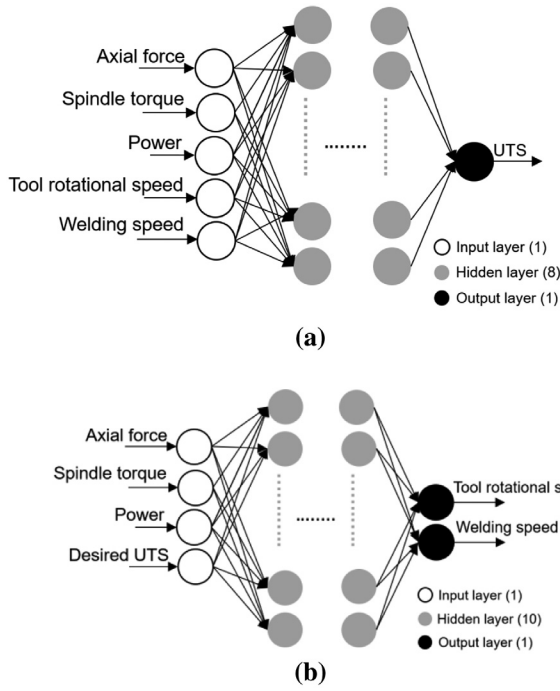 Axial force
Spindle torque
Power
Tool rotational speed
Welding speed
UTS
Input layer (1)
Hidden layer (8)
Output layer (1)
(a)
Axial force
Spindle torque
Power
Desired UTS
Tool rotational s
Welding speed
Input layer (1)
Hidden layer (10)
Output layer (1)
(b)